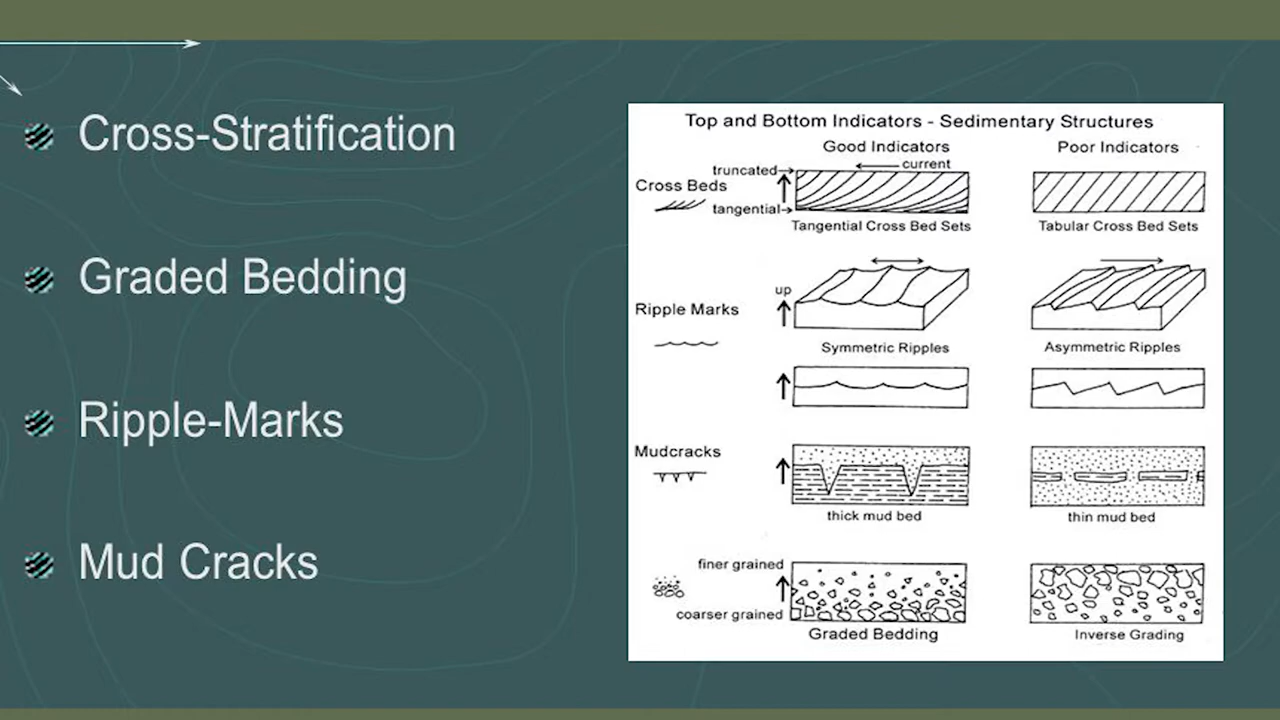 Cross-Stratification
Graded Bedding
Ripple-Marks
Mud Cracks
Top and Bottom Indicators - Sedimentary Structures
Good Indicators
Poor Indicators
current
truncated
Cross Beds
tangential
Tangential Cross Bed Sets
Tabular Cross Bed Sets
up
Ripple Marks
Symmetric Ripples
Asymmetric Ripples
Mudcracks
thick mud bed
thin mud bed
finer grained
coarser grained
Graded Bedding
Inverse Grading